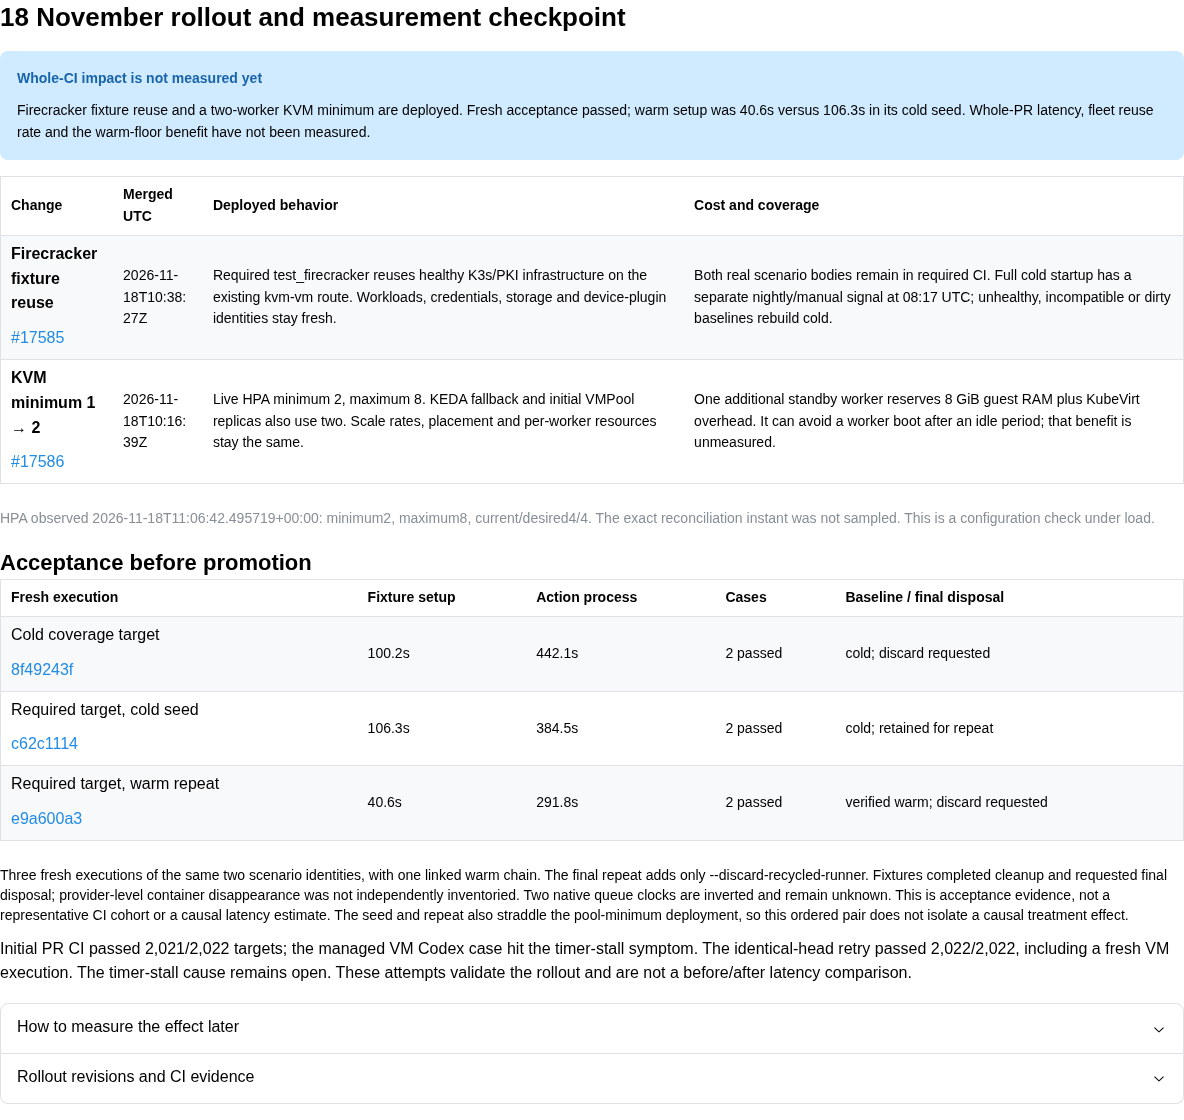 18 November rollout and measurement checkpoint
Whole-CI impact is not measured yet
Firecracker fixture reuse and a two-worker KVM minimum are deployed. Fresh acceptance passed; warm setup was 40.6s versus 106.3s in its cold seed. Whole-PR latency, fleet reuse
rate and the warm-floor benefit have not been measured.
Change
Merged
UTC
Deployed behavior
Cost and coverage
Firecracker
fixture
reuse
#17585
2026-11-
18T10:38:
27Z
Required test_firecracker reuses healthy K3s/PKI infrastructure on the
existing kvm-vm route. Workloads, credentials, storage and device-plugin
identities stay fresh.
Both real scenario bodies remain in required CI. Full cold startup has a
separate nightly/manual signal at 08:17 UTC; unhealthy, incompatible or dirty
baselines rebuild cold.
KVM
minimum 1
→ 2
#17586
2026-11-
18T10:16:
39Z
Live HPA minimum 2, maximum 8. KEDA fallback and initial VMPool
replicas also use two. Scale rates, placement and per-worker resources
stay the same.
One additional standby worker reserves 8 GiB guest RAM plus KubeVirt
overhead. It can avoid a worker boot after an idle period; that benefit is
unmeasured.
HPA observed 2026-11-18T11:06:42.495719+00:00: minimum2, maximum8, current/desired4/4. The exact reconciliation instant was not sampled. This is a configuration check under load.
Acceptance before promotion
Fresh execution
Fixture setup
Action process
Cases
Baseline / final disposal
Cold coverage target
8f49243f
100.2s
442.1s
2 passed
cold; discard requested
Required target, cold seed
c62c1114
106.3s
384.5s
2 passed
cold; retained for repeat
Required target, warm repeat
e9a600a3
40.6s
291.8s
2 passed
verified warm; discard requested
Three fresh executions of the same two scenario identities, with one linked warm chain. The final repeat adds only --discard-recycled-runner. Fixtures completed cleanup and requested final
disposal; provider-level container disappearance was not independently inventoried. Two native queue clocks are inverted and remain unknown. This is acceptance evidence, not a
representative CI cohort or a causal latency estimate. The seed and repeat also straddle the pool-minimum deployment, so this ordered pair does not isolate a causal treatment effect.
Initial PR CI passed 2,021/2,022 targets; the managed VM Codex case hit the timer-stall symptom. The identical-head retry passed 2,022/2,022, including a fresh VM
execution. The timer-stall cause remains open. These attempts validate the rollout and are not a before/after latency comparison.
How to measure the effect later
Rollout revisions and CI evidence